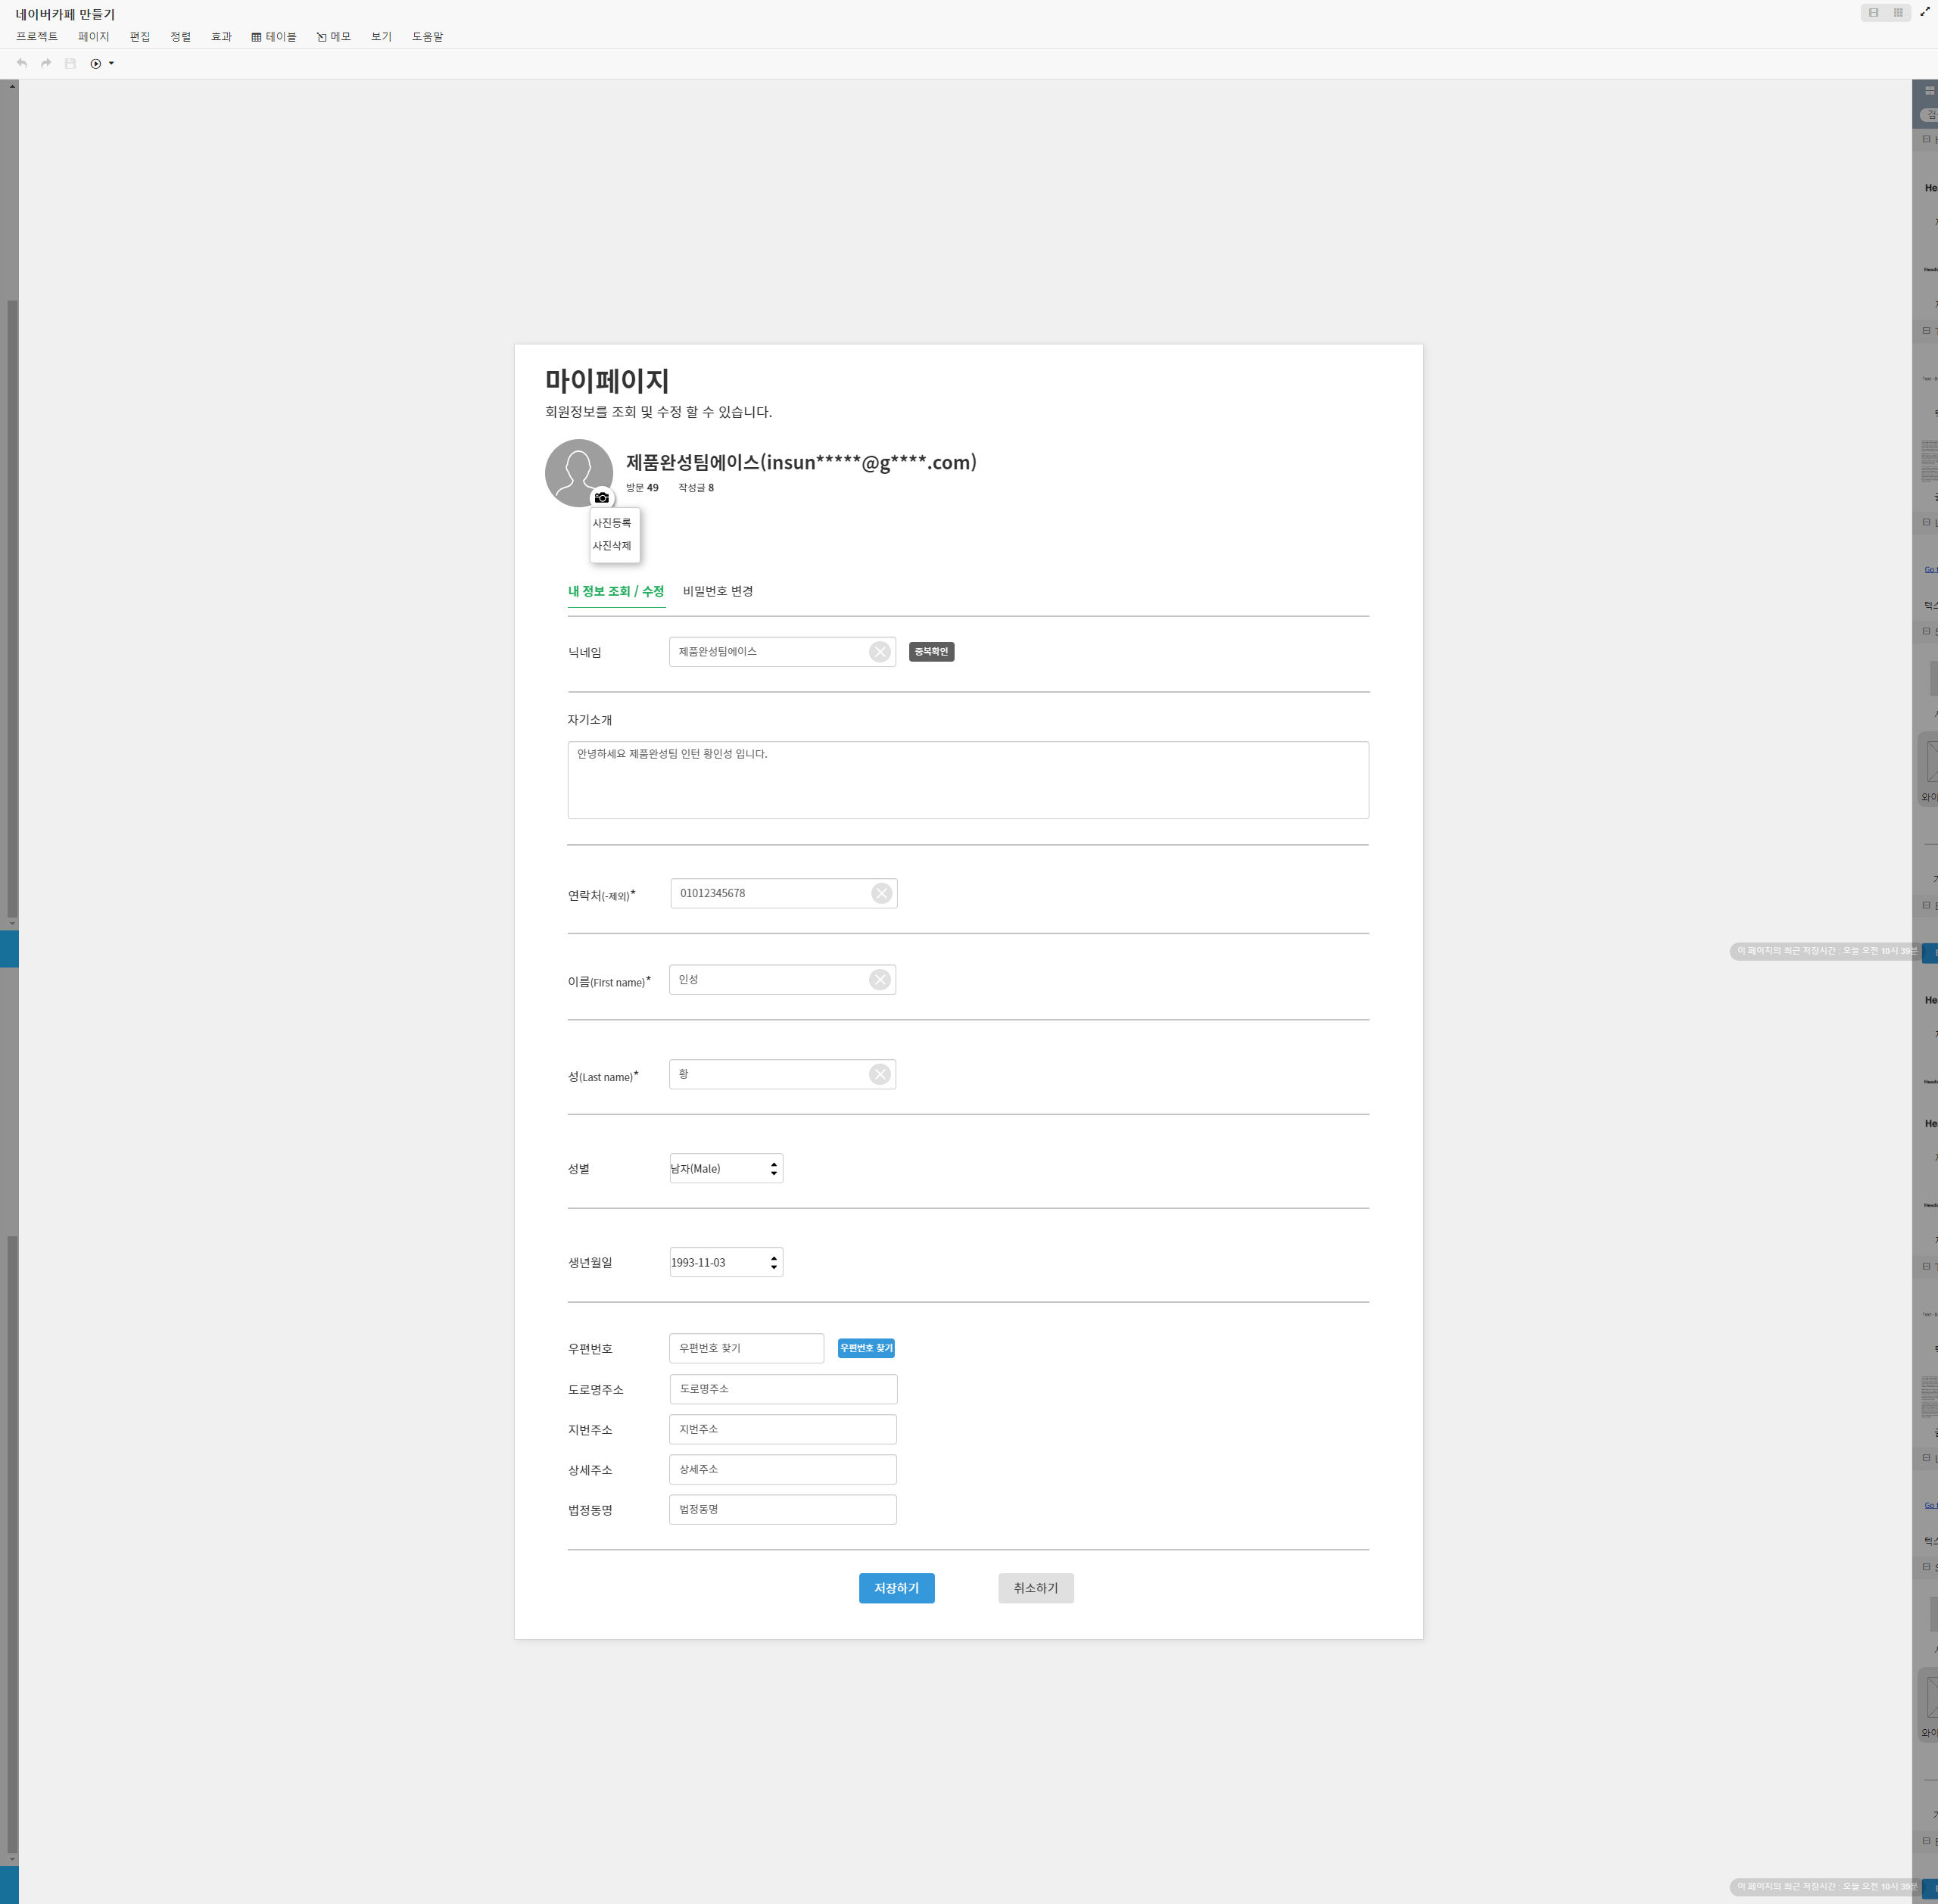 네이버카페 만들기
프로젝트 페이지 편집 정렬 효과 테이블 메모 보기 도움말
마이페이지
회원정보를 조회 및 수정 할 수 있습니다.
제품완성팀에이스(insun*****@g****.com)
방문 49 작성글 8
사진등록
사진삭제
내 정보 조회 / 수정 비밀번호 변경
닉네임 제품완성팀에이스 중복확인
자기소개
안녕하세요 제품완성팀 인턴 황인성 입니다.
연락처(-제외)* 01012345678
이 페이지의 최근 저장시간 : 오늘 오전 10시 39분
이름(First name)* 인성
성(Last name)* 황
성별 남자(Male)
생년월일 1993-11-03
우편번호 우편번호 찾기 우편번호 찾기
도로명주소 도로명주소
지번주소 지번주소
상세주소 상세주소
법정동명 법정동명
저장하기 취소하기
이 페이지의 최근 저장시간 : 오늘 오전 10시 39분